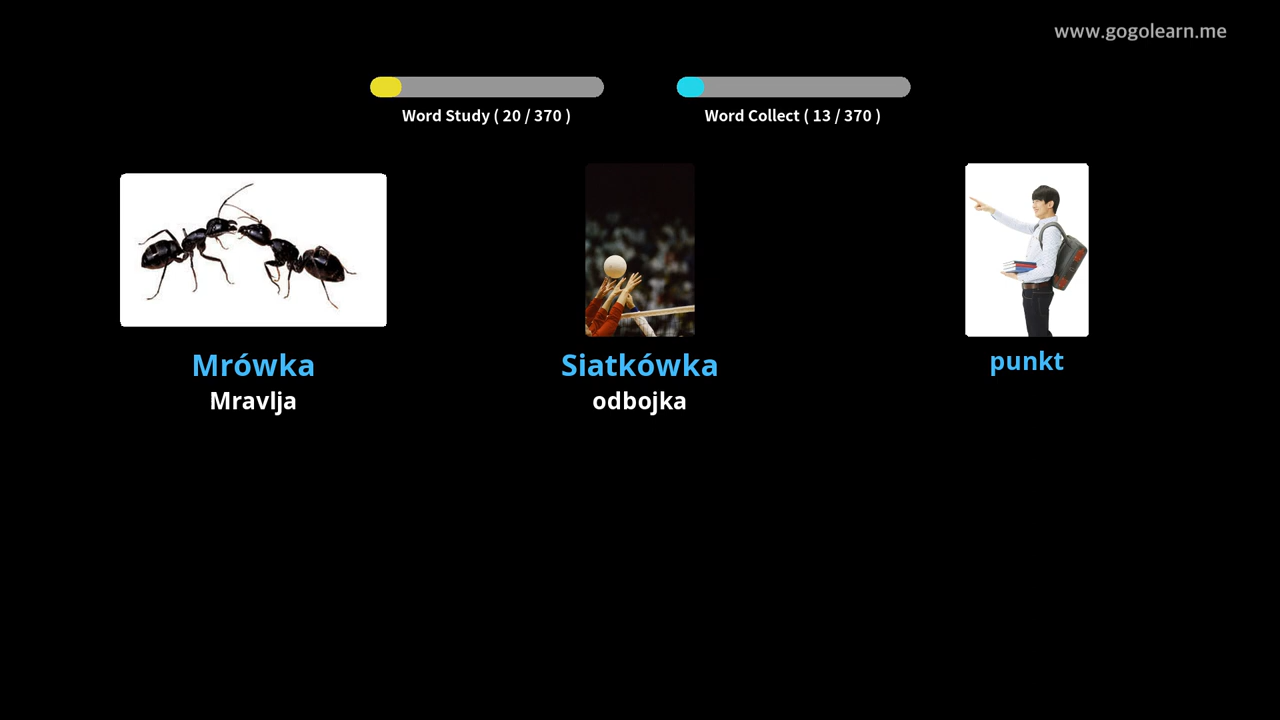 www.gogolearn.me
Word Study ( 20 / 370 )
Word Collect ( 13 / 370 )
Mrówka
Mravlja
Siatkówka
odbojka
punkt